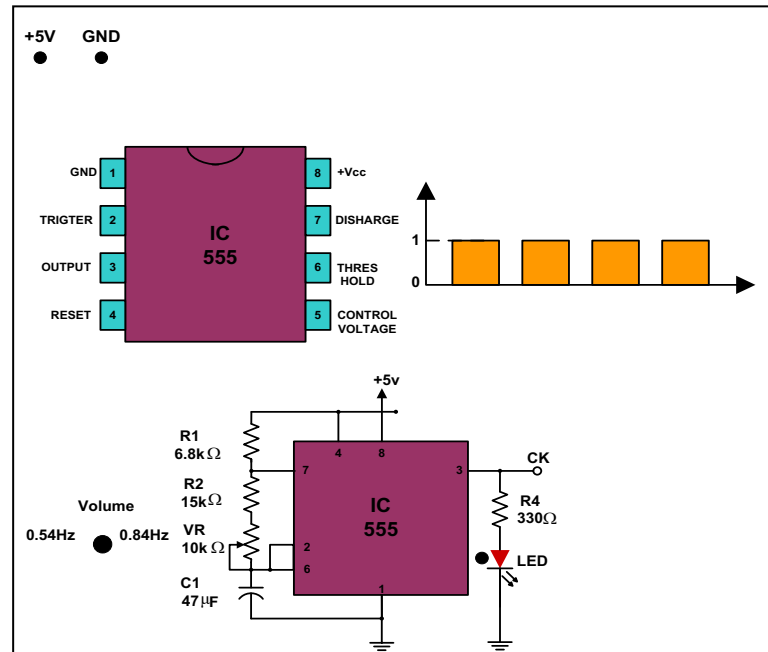 +5V GND
GND 1
8 +Vcc
TRIGTER 2
7 DISHARGE
IC
555
OUTPUT 3
6 THRES
HOLD
RESET 4
5 CONTROL
VOLTAGE
1
0
+5v
R1
6.8kΩ
4 8
7
3
CK
R2
15kΩ
IC
555
R4
330Ω
Volume
0.54Hz 0.84Hz
VR
10kΩ
2
6
LED
C1
47μF
1